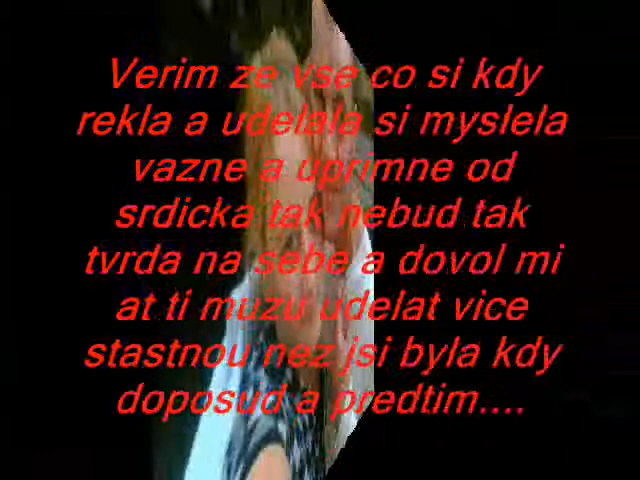 Verim ze vse co si kdy
rekla a udelala si myslela
vazne a uprimne od
srdicka tak nebud tak
tvrda na sebe a dovol mi
at ti muzu udelat vice
stastnou nez jsi byla kdy
doposud a predtim....